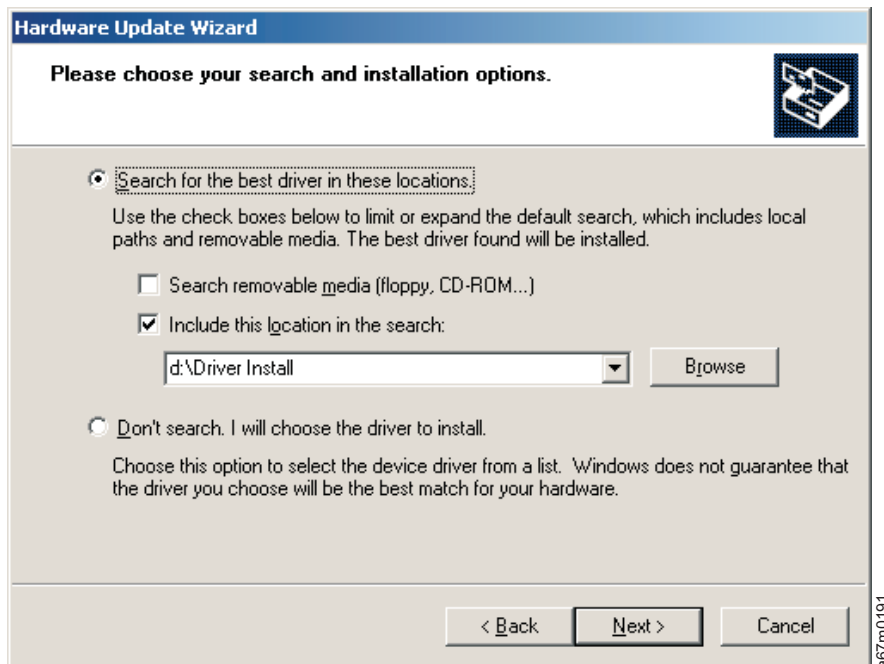 Hardware Update Wizard
Please choose your search and installation options.
Search for the best driver in these locations.
Use the check boxes below to limit or expand the default search, which includes local
paths and removable media. The best driver found will be installed.
Search removable media (floppy, CD-ROM...)
Include this location in the search:
d:\Driver Install
Browse
Don't search. I will choose the driver to install.
Choose this option to select the device driver from a list. Windows does not guarantee that
the driver you choose will be the best match for your hardware.
< Back
Next >
Cancel
a67m0191